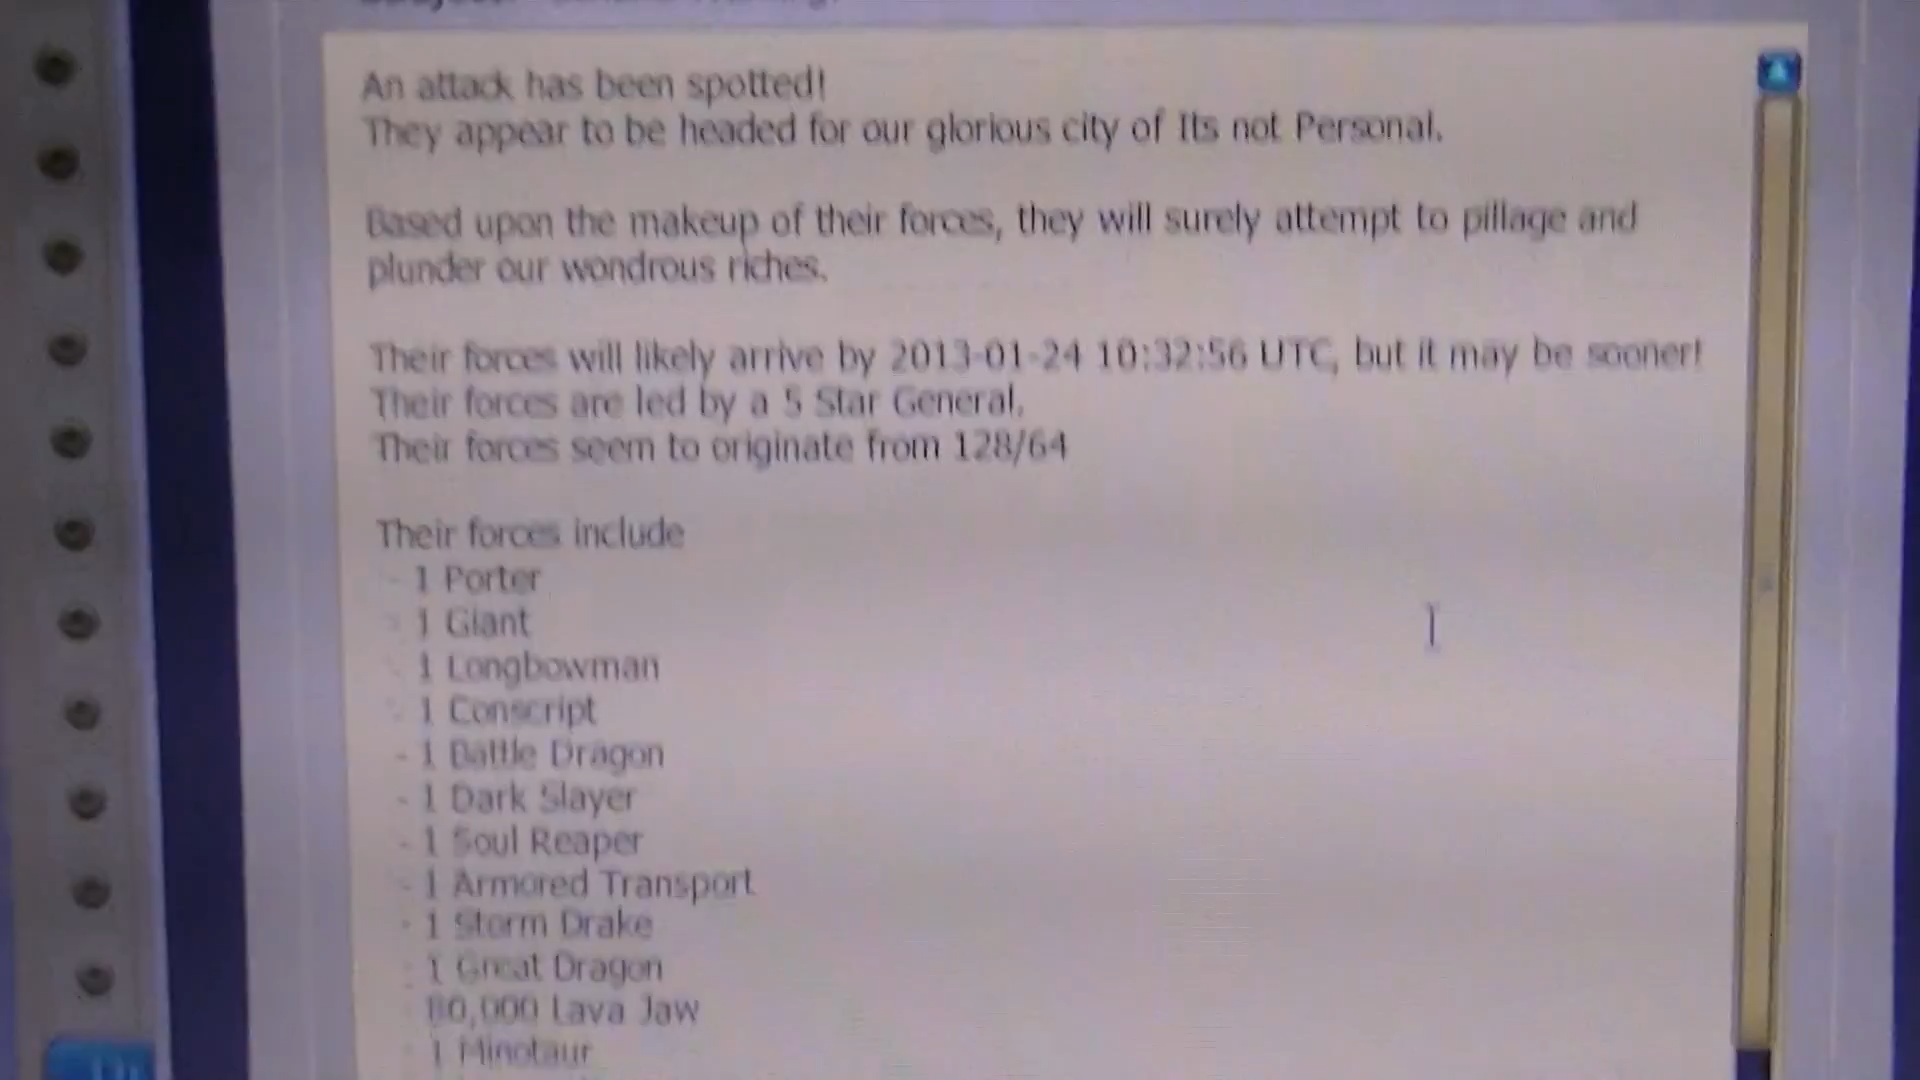 An attack has been spotted!
They appear to be headed for our glorious city of Its not Personal.
Based upon the makeup of their forces, they will surely attempt to pillage and
plunder our wondrous riches.
Their forces will likely arrive by 2013-01-24 10:32:56 UTC, but it may be sooner!
Their forces are led by a 5 Star General.
Their forces seem to originate from 128/64
Their forces include
- 1 Porter
- 1 Giant
- 1 Longbowman
- 1 Conscript
- 1 Battle Dragon
- 1 Dark Slayer
- 1 Soul Reaper
- 1 Armored Transport
- 1 Storm Drake
- 1 Great Dragon
- 80,000 Lava Jaw
- 1 Minotaur